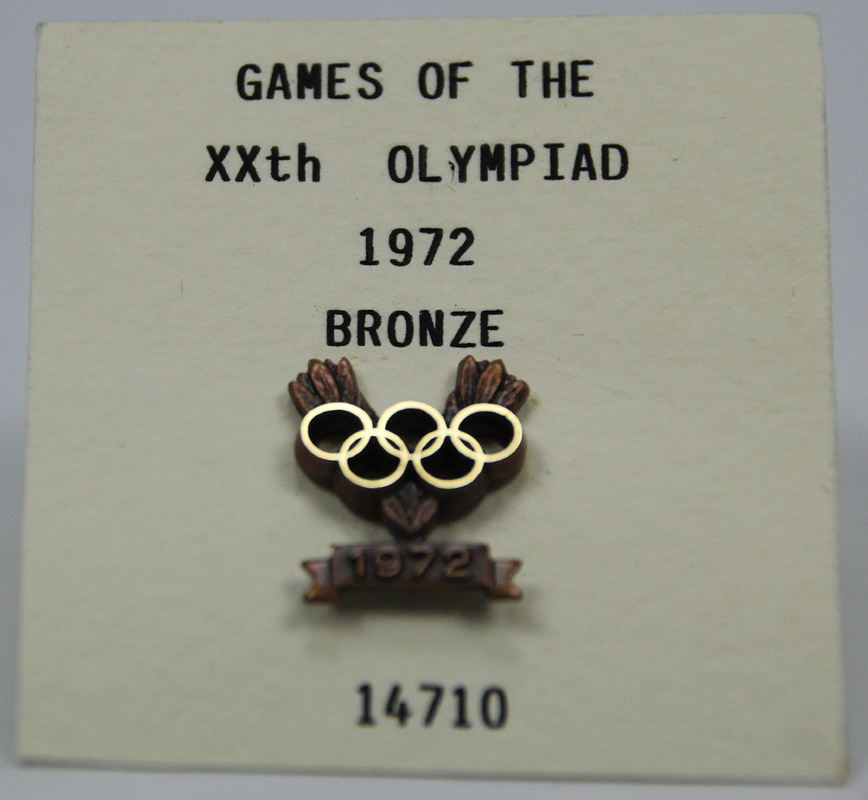 GAMES OF THE
XXth OLYMPIAD
1972
BRONZE
1972
14710